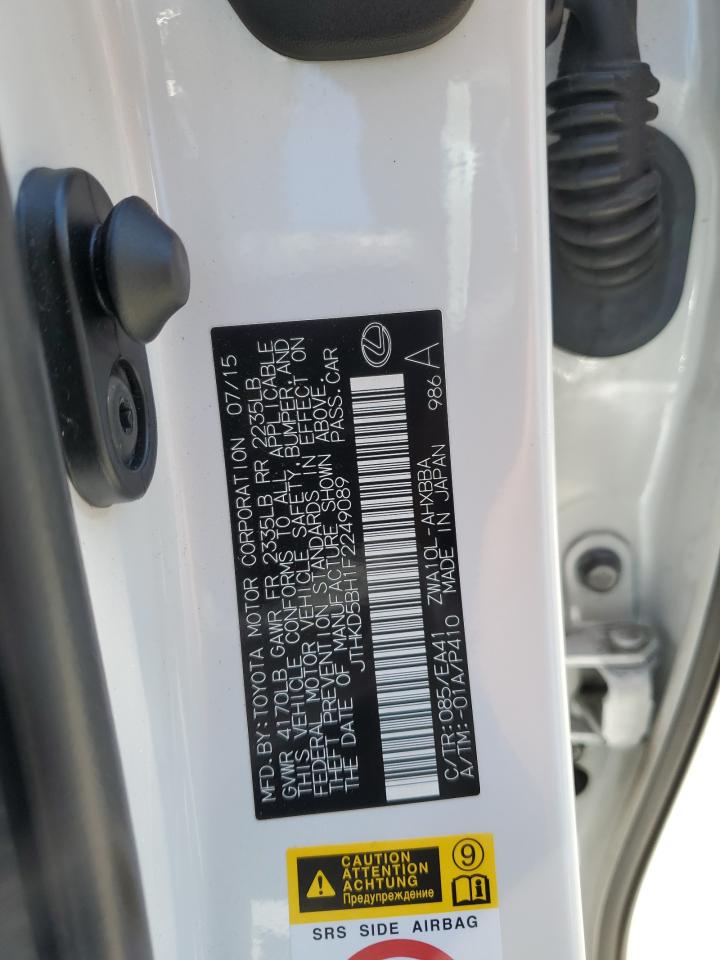 MFD. BY: TOYOTA MOTOR CORPORATION 07/15
GVWR 4170LB GAWR FR 2335LB RR 2235LB
THIS VEHICLE CONFORMS TO ALL APPLICABLE
FEDERAL MOTOR VEHICLE SAFETY, BUMPER, AND
THEFT PREVENTION STANDARDS IN EFFECT ON
THE DATE OF MANUFACTURE SHOWN ABOVE.
JTHKD5BH1F2249089 PASS. CAR
C/TR: 085/EA41 ZWA10L-AHXBBA 986 A
A/TM: -01A/P410 MADE IN JAPAN
CAUTION
ATTENTION
ACHTUNG
Предупреждение
9
SRS SIDE AIRBAG